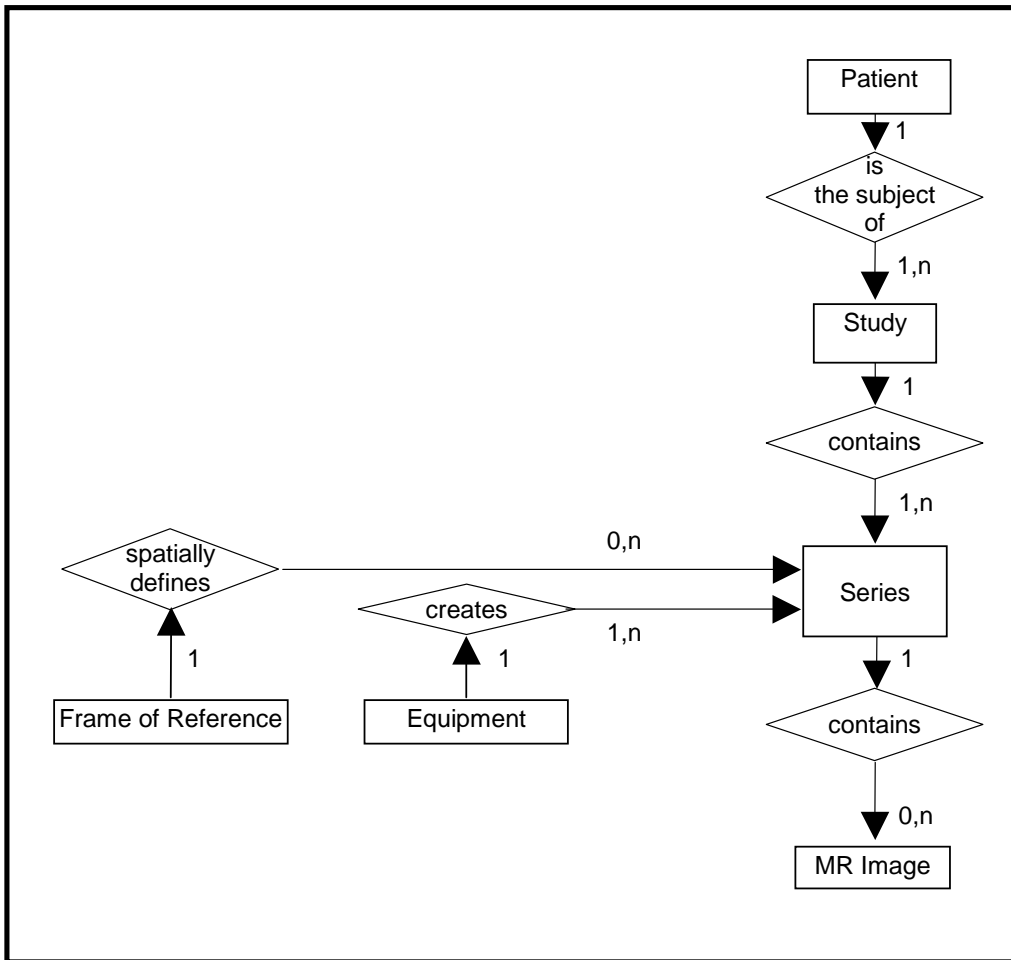 Patient
1
is
the subject
of
1,n
Study
1
contains
1,n
spatially
defines
0,n
Series
creates
1,n
1
1
1
Frame of Reference
Equipment
contains
0,n
MR Image